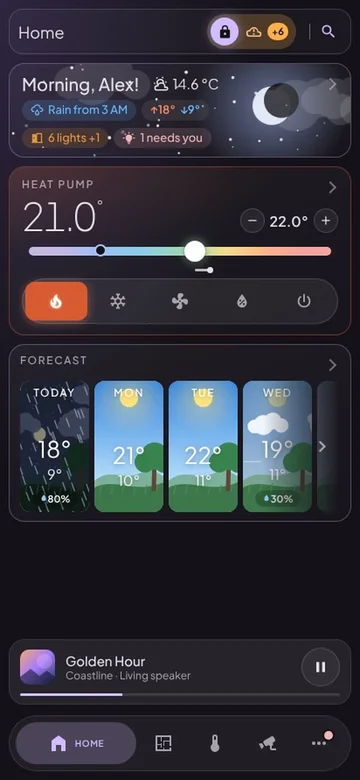 Home
+6
Morning, Alex!
14.6 °C
Rain from 3 AM
↑18° ↓9°
6 lights +1
1 needs you
HEAT PUMP
21.0°
22.0°
FORECAST
TODAY
18°
9°
80%
MON
21°
10°
TUE
22°
11°
WED
19°
11°
30%
Golden Hour
Coastline · Living speaker
HOME